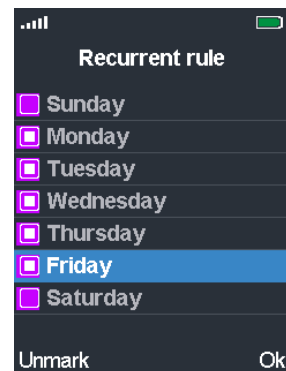 Recurrent rule
Sunday
Monday
Tuesday
Wednesday
Thursday
Friday
Saturday
Unmark Ok